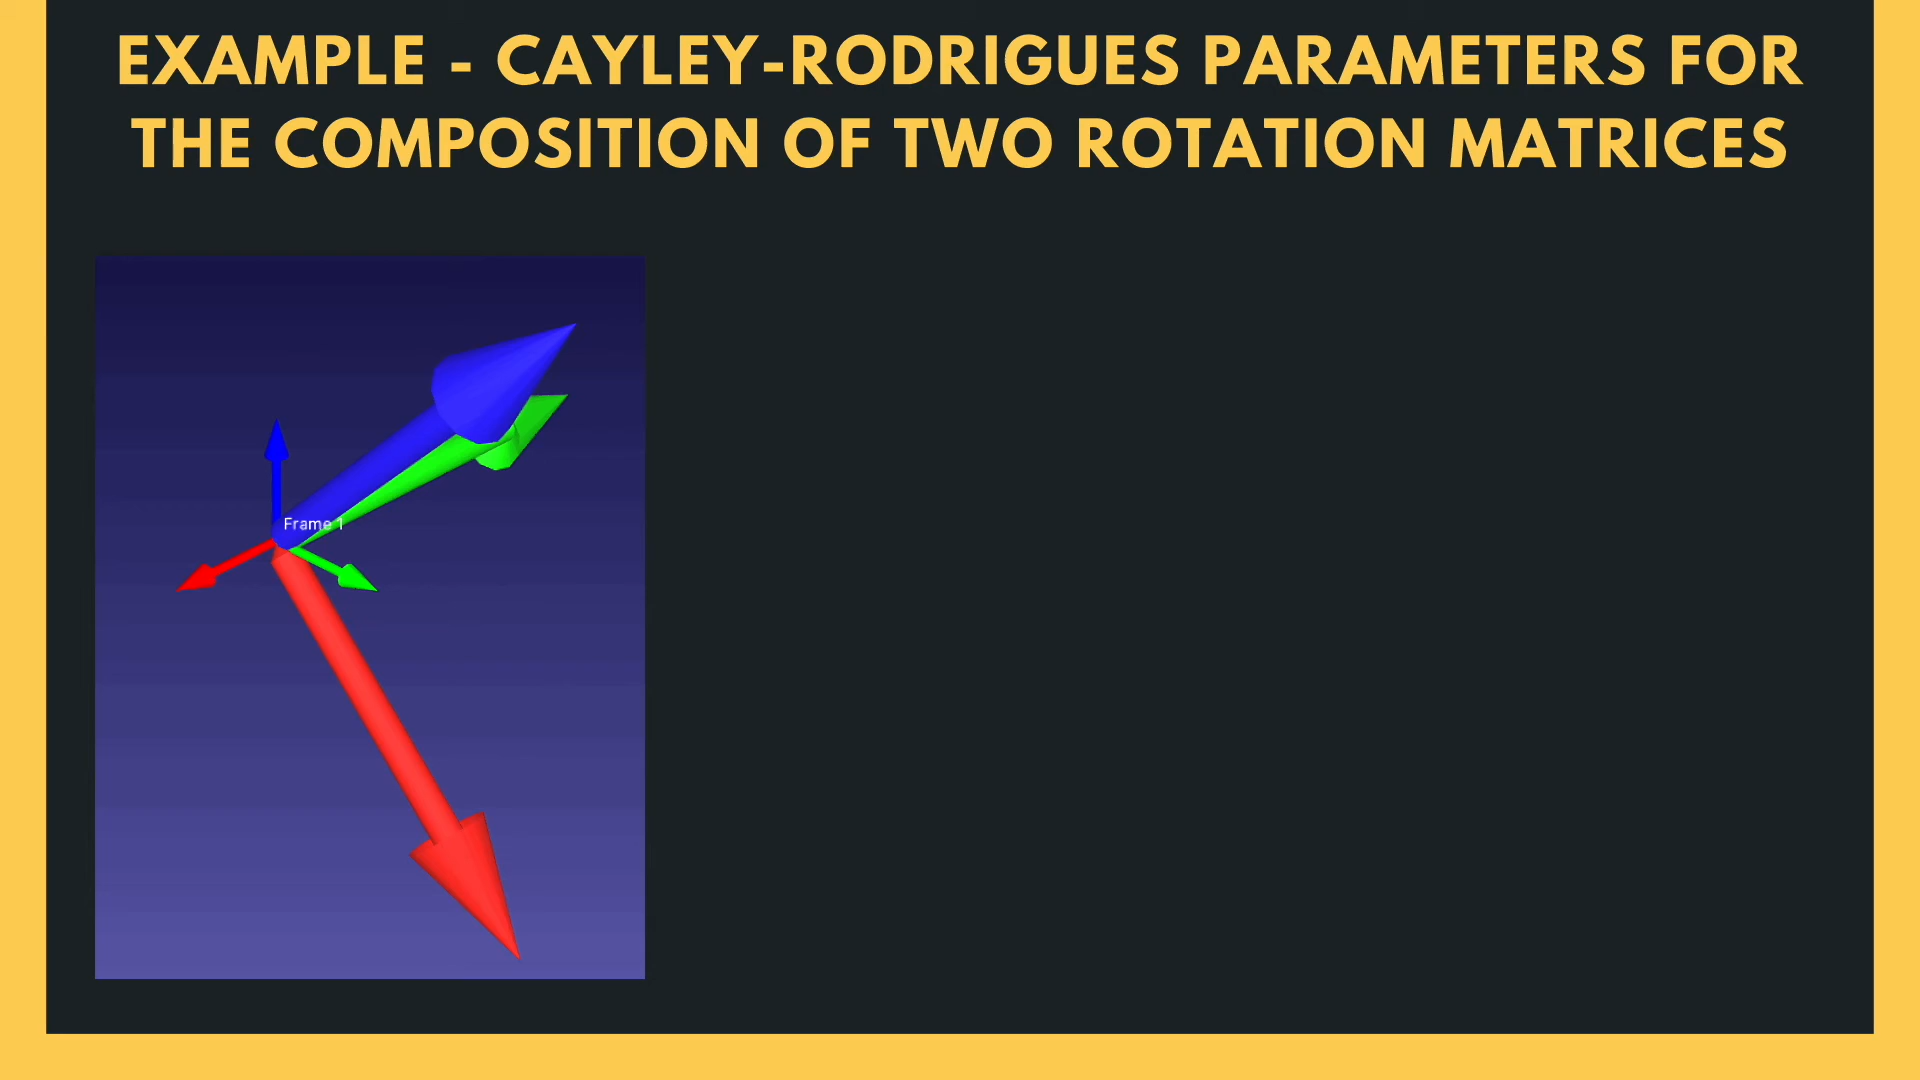 EXAMPLE - CAYLEY-RODRIGUES PARAMETERS FOR
THE COMPOSITION OF TWO ROTATION MATRICES
Frame 1